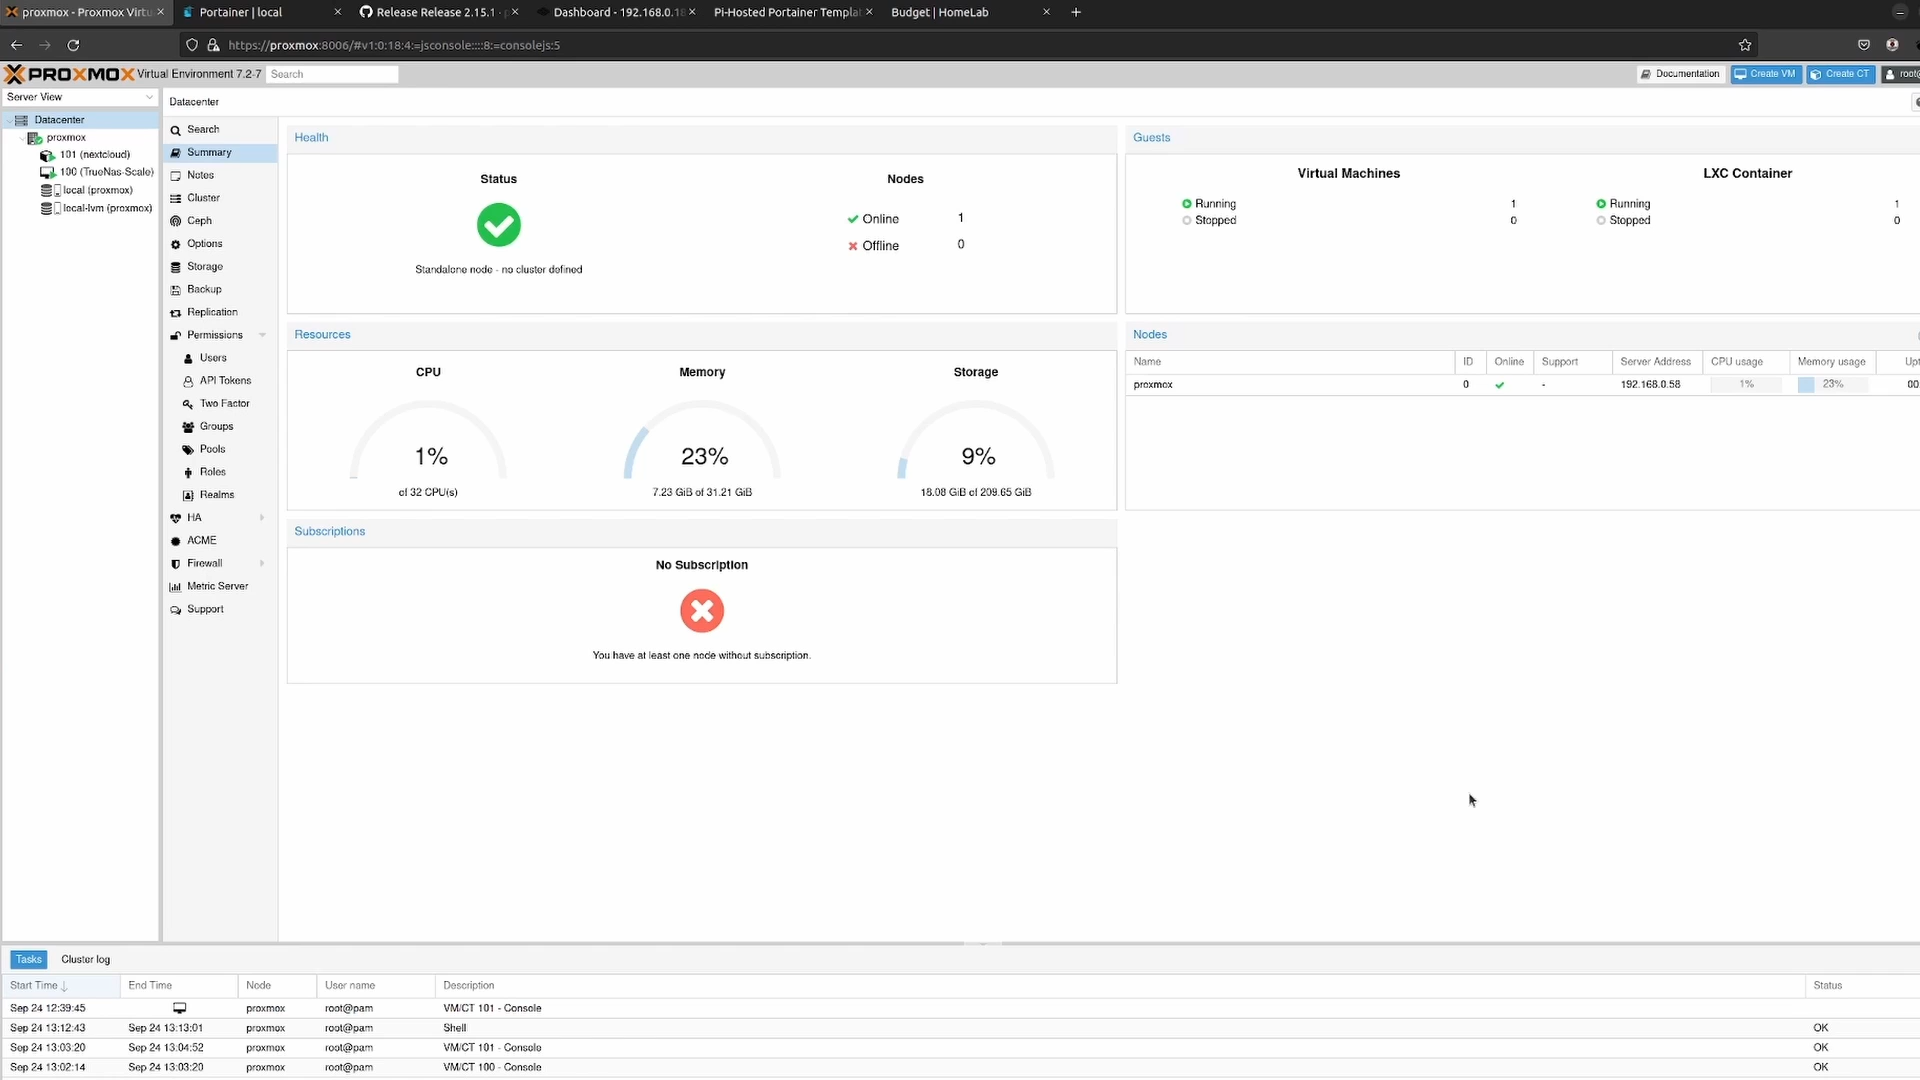 proxmox - Proxmox Virtu
Portainer | local
Release Release 2.15.1 ·
Dashboard - 192.168.0.18
Pi-Hosted Portainer Templat
Budget | HomeLab
https://proxmox:8006/#v1:0:18:4:=jsconsole::::8:=consolejs:5
PROXMOX Virtual Environment 7.2-7 Search
Documentation Create VM Create CT root@
Server View
Datacenter
proxmox
101 (nextcloud)
100 (TrueNas-Scale)
local (proxmox)
local-lvm (proxmox)
Datacenter
Search
Summary
Notes
Cluster
Ceph
Options
Storage
Backup
Replication
Permissions
Users
API Tokens
Two Factor
Groups
Pools
Roles
Realms
HA
ACME
Firewall
Metric Server
Support
Health
Status
Standalone node - no cluster defined
Nodes
Online 1
Offline 0
Guests
Virtual Machines
Running 1
Stopped 0
LXC Container
Running 1
Stopped 0
Resources
CPU
1%
of 32 CPU(s)
Memory
23%
7.23 GiB of 31.21 GiB
Storage
9%
18.08 GiB of 209.65 GiB
Nodes
Name ID Online Support Server Address CPU usage Memory usage Upt
proxmox 0 - 192.168.0.58 1% 23% 00
Subscriptions
No Subscription
You have at least one node without subscription.
Tasks Cluster log
Start Time End Time Node User name Description Status
Sep 24 12:39:45 proxmox root@pam VM/CT 101 - Console
Sep 24 13:12:43 Sep 24 13:13:01 proxmox root@pam Shell OK
Sep 24 13:03:20 Sep 24 13:04:52 proxmox root@pam VM/CT 101 - Console OK
Sep 24 13:02:14 Sep 24 13:03:20 proxmox root@pam VM/CT 100 - Console OK